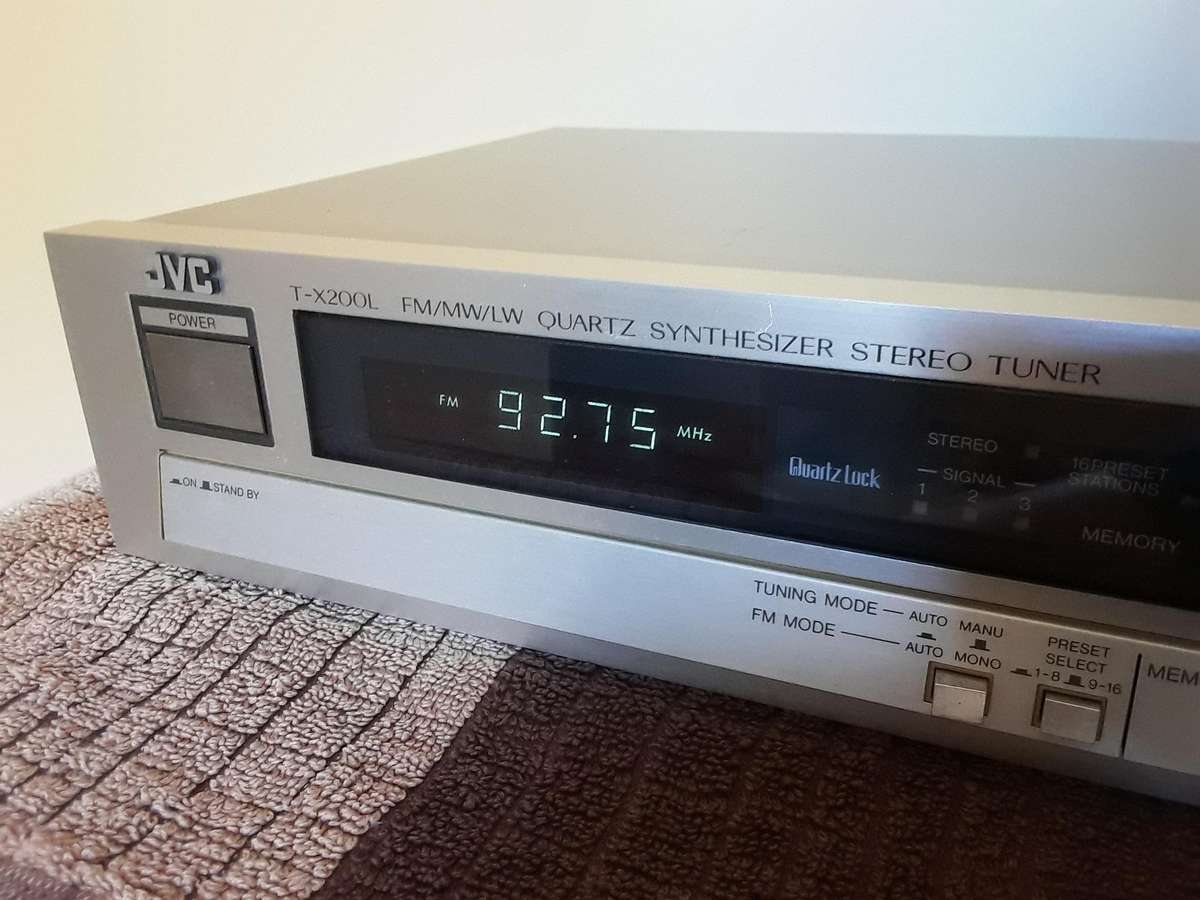 JVC
T-X200L FM/MW/LW QUARTZ SYNTHESIZER STEREO TUNER
POWER
FM 92.75 MHz
Quartz Lock
STEREO
SIGNAL
1 2 3
16PRESET
STATIONS
MEMORY
ON STAND BY
TUNING MODE AUTO MANU
FM MODE AUTO MONO
PRESET
SELECT
1-8 9-16
MEM